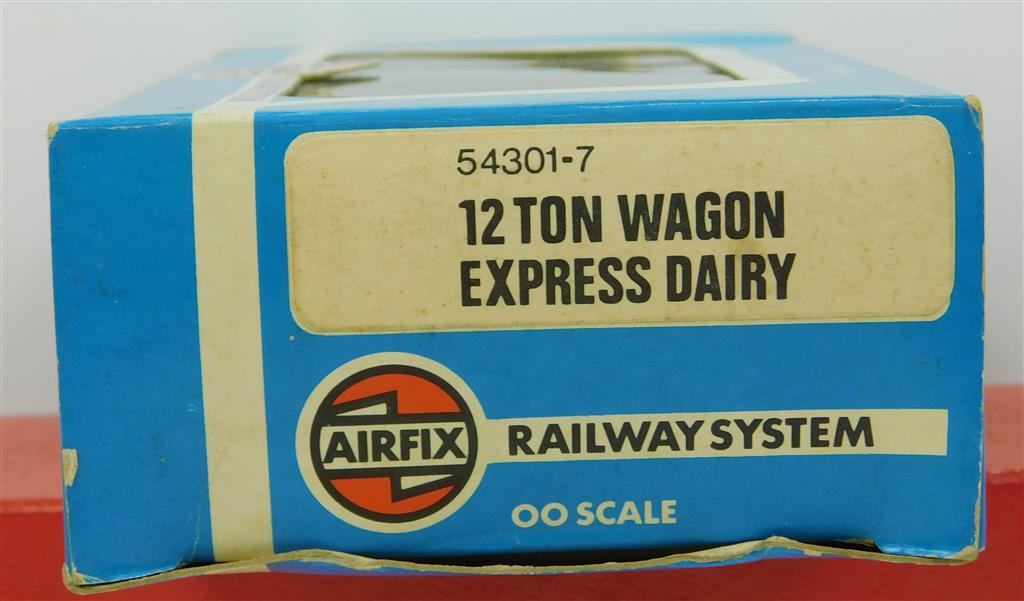 54301-7
12 TON WAGON
EXPRESS DAIRY
AIRFIX
RAILWAY SYSTEM
OO SCALE